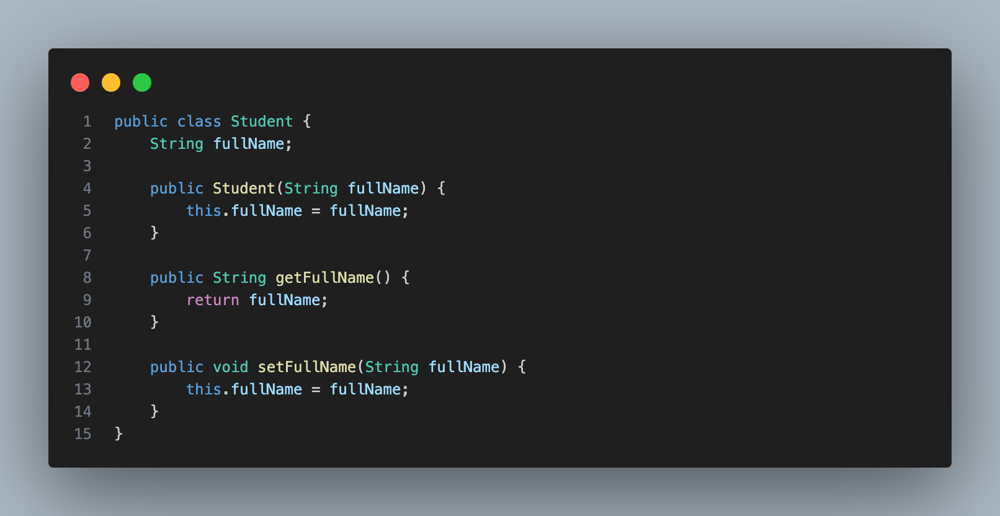 1 public class Student {
2     String fullName;
3
4     public Student(String fullName) {
5         this.fullName = fullName;
6     }
7
8     public String getFullName() {
9         return fullName;
10     }
11
12     public void setFullName(String fullName) {
13         this.fullName = fullName;
14     }
15 }